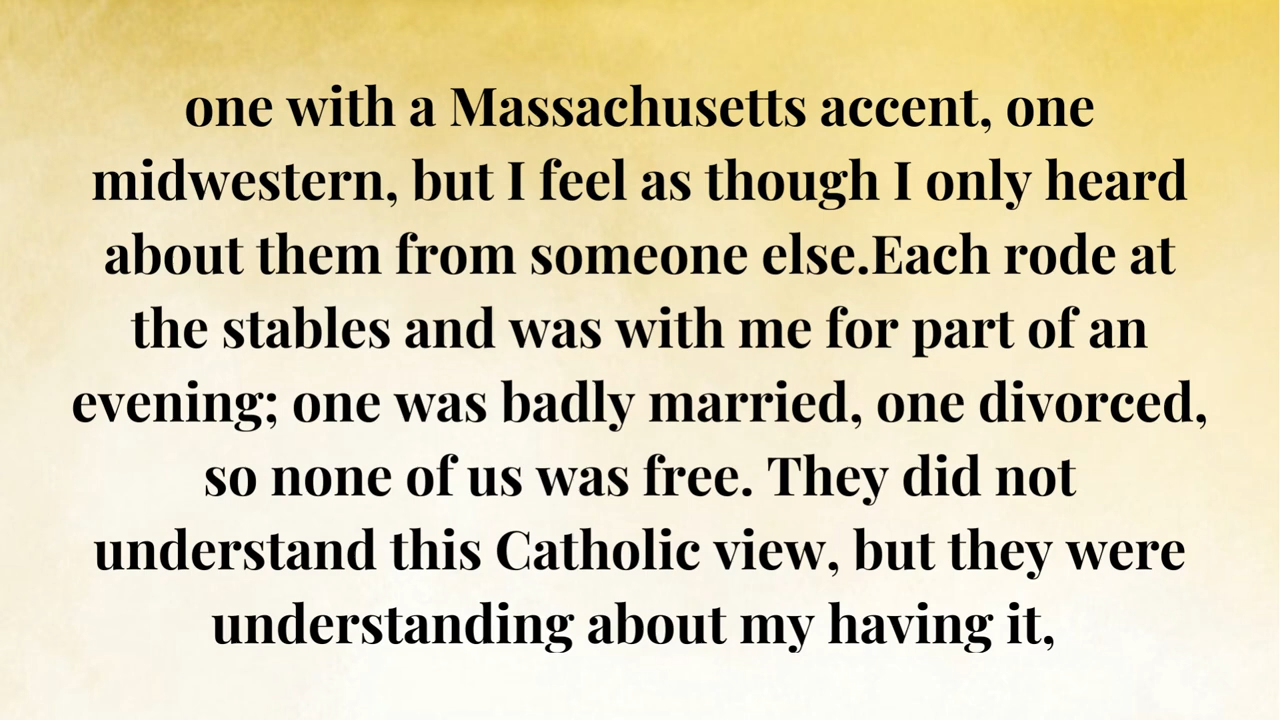 one with a Massachusetts accent, one
midwestern, but I feel as though I only heard
about them from someone else.Each rode at
the stables and was with me for part of an
evening; one was badly married, one divorced,
so none of us was free. They did not
understand this Catholic view, but they were
understanding about my having it,